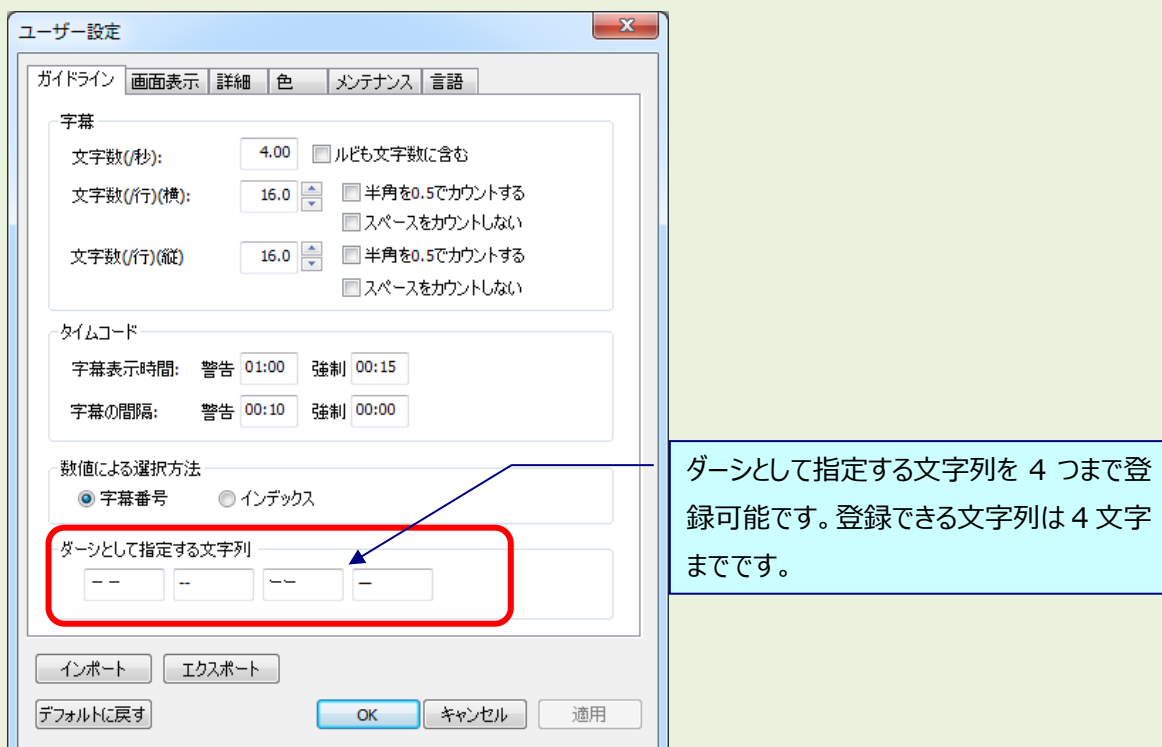 ユーザー設定
ガイドライン 画面表示 詳細 色 メンテナンス 言語
字幕
文字数(/秒): 4.00 ルビも文字数に含む
文字数(/行)(横): 16.0 半角を0.5でカウントする
スペースをカウントしない
文字数(/行)(縦) 16.0 半角を0.5でカウントする
スペースをカウントしない
タイムコード
字幕表示時間: 警告 01:00 強制 00:15
字幕の間隔: 警告 00:10 強制 00:00
数値による選択方法
字幕番号 インデックス
ダーシとして指定する文字列
－－ -- ―― ―
インポート エクスポート
デフォルトに戻す OK キャンセル 適用
ダーシとして指定する文字列を 4 つまで登
録可能です。登録できる文字列は 4 文字
までです。